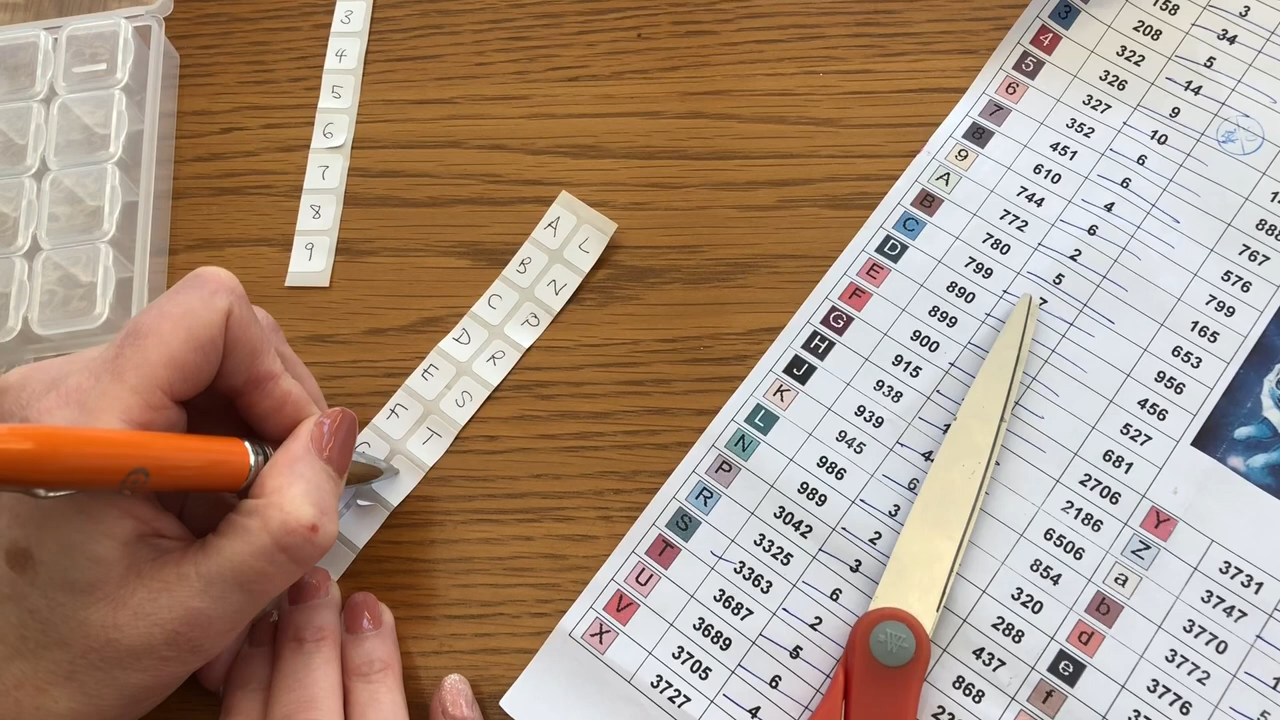 3
4
5
6
7
8
9
A L
B N
C P
D R
E S
F T
3 322
4 326
5 327
6 352
7 451
8 610
9 744
A 772
B 780
C 799
D 890
E 899
F 900
G 915
H 938
J 939
K 945
L 986
N 989
P 3042
R 3325
S 3363
T 3687
U 3689
V 3705
X 3727
158
208
3
34
5
14
9
10
6
6
4
6
2
5
7
6
3
2
3
6
2
5
6
4
888
767
576
799
165
653
956
456
527
681
2706
2186
6506
854
320
288
437
868
Y 3731
Z 3747
a 3770
b 3772
d 3776
e
f